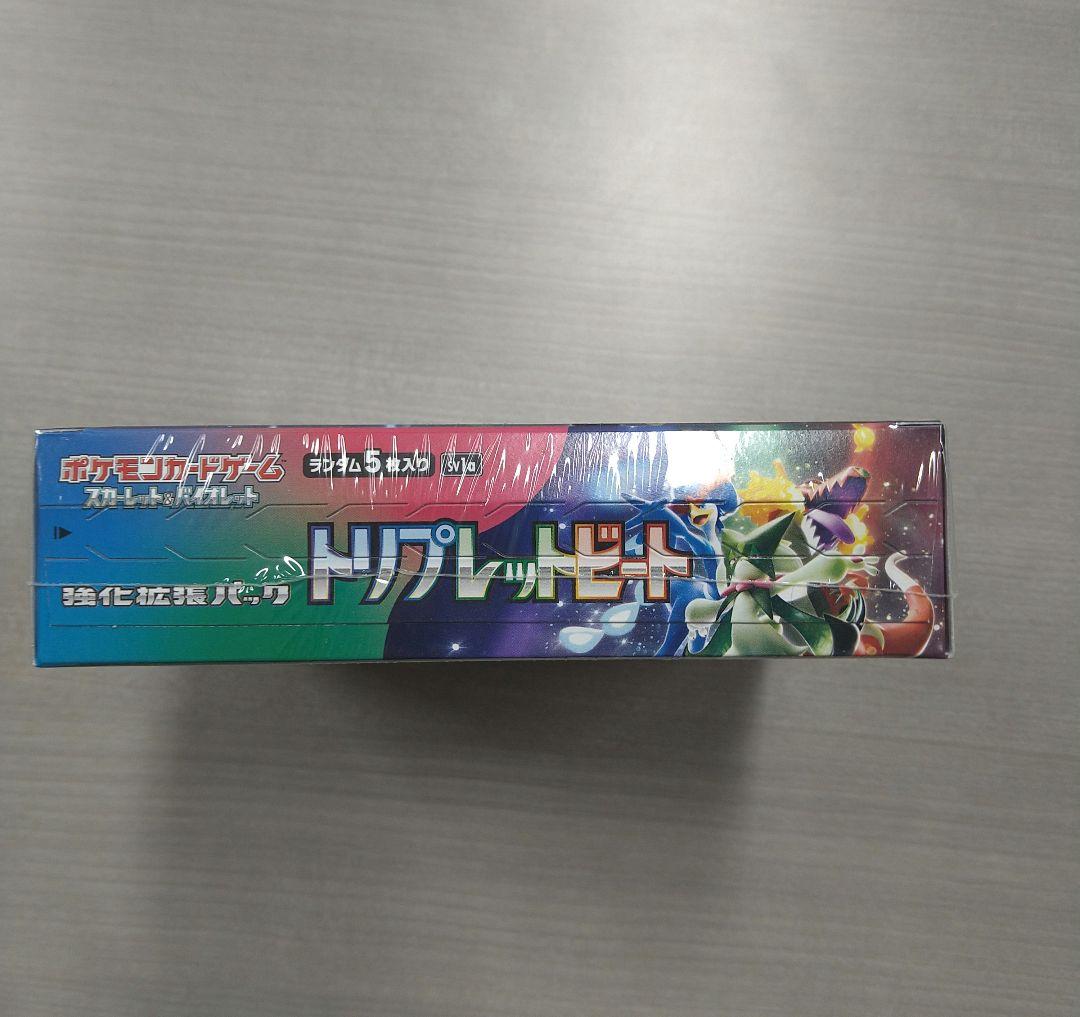 ポケモンカードゲーム™
スカーレット&バイオレット
ランダム5枚入り SV1a
強化拡張パック トリプレットビート